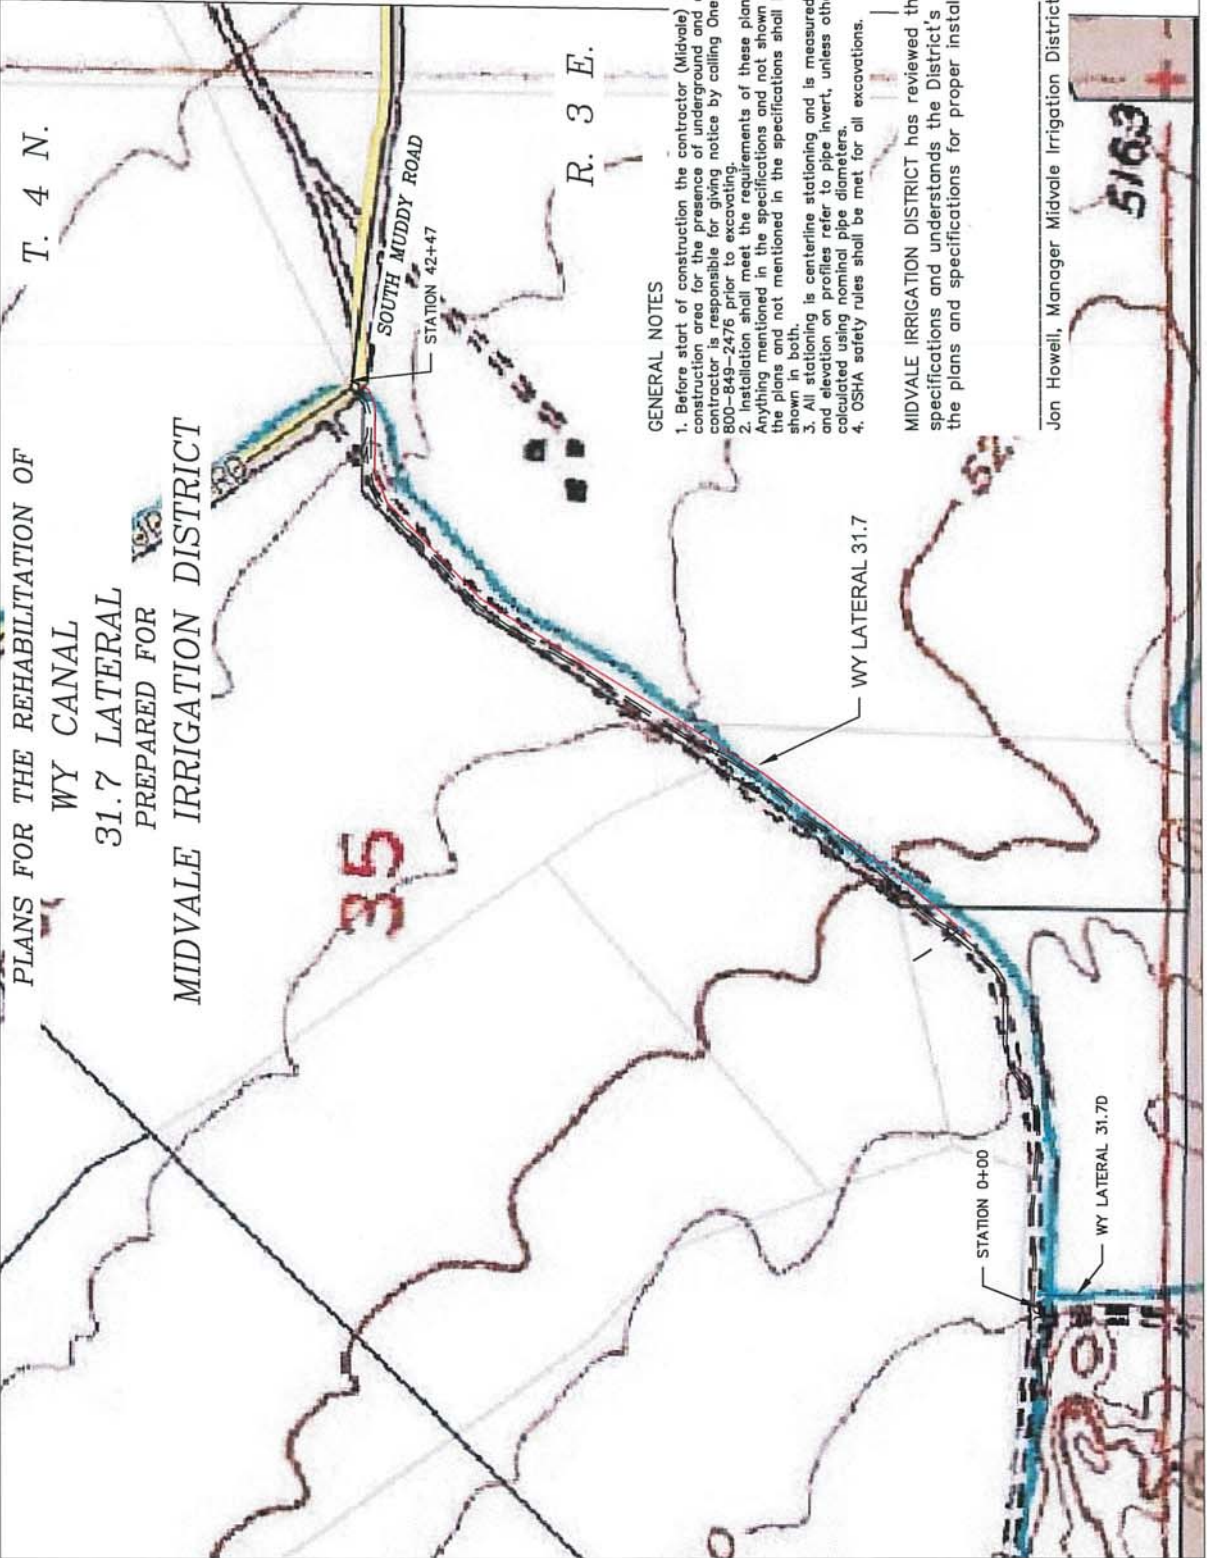 PLANS FOR THE REHABILITATION OF
WY CANAL
31.7 LATERAL
PREPARED FOR
MIDVALE IRRIGATION DISTRICT
T. 4 N.
R. 3 E.
35
SOUTH MUDDY ROAD
STATION 42+47
WY LATERAL 31.7
STATION 0+00
WY LATERAL 31.7D
GENERAL NOTES
1. Before start of construction the contractor (Midvale)
construction area for the presence of underground and
contractor is responsible for giving notice by calling One
800-849-2476 prior to excavating.
2. Installation shall meet the requirements of these plan
Anything mentioned in the specifications and not shown
the plans and not mentioned in the specifications shall
shown in both.
3. All stationing is centerline stationing and is measured
and elevation on profiles refer to pipe invert, unless oth
calculated using nominal pipe diameters.
4. OSHA safety rules shall be met for all excavations.
MIDVALE IRRIGATION DISTRICT has reviewed th
specifications and understands the District's
the plans and specifications for proper instal
Jon Howell, Manager Midvale Irrigation District
5163